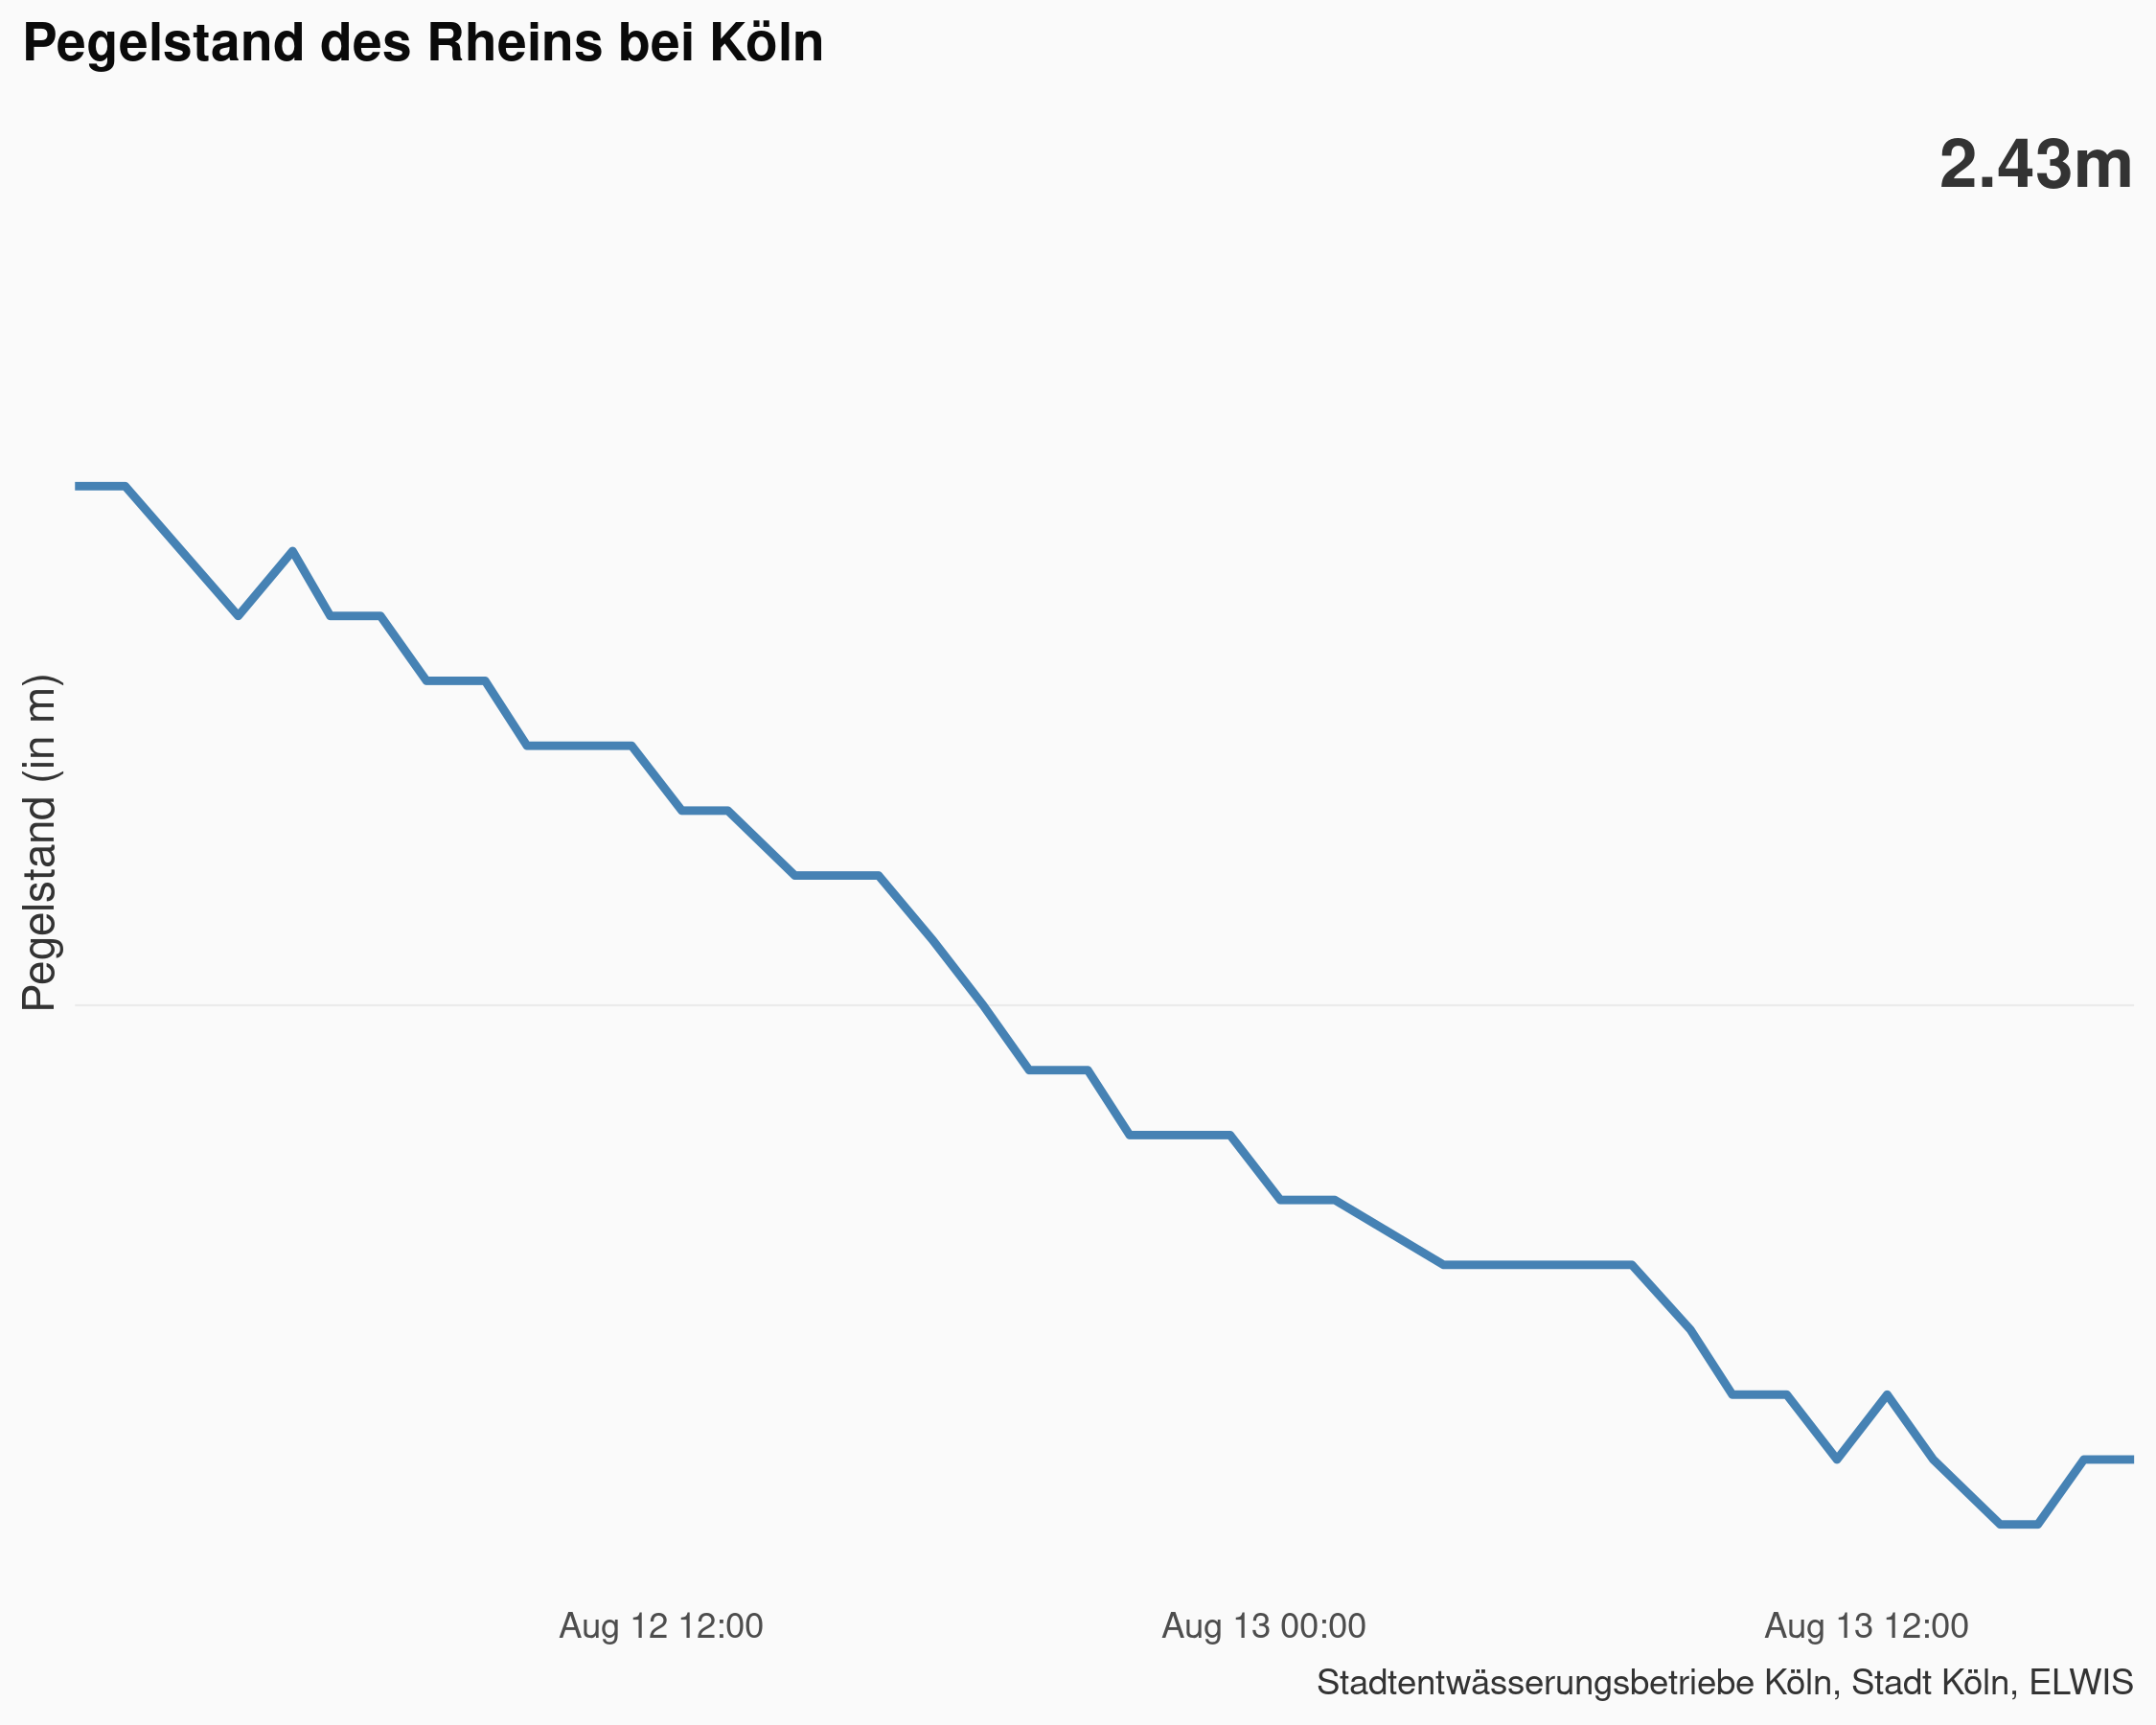 Pegelstand des Rheins bei Köln
2.43m
Pegelstand (in m)
Aug 12 12:00
Aug 13 00:00
Aug 13 12:00
Stadtentwässerungsbetriebe Köln, Stadt Köln, ELWIS